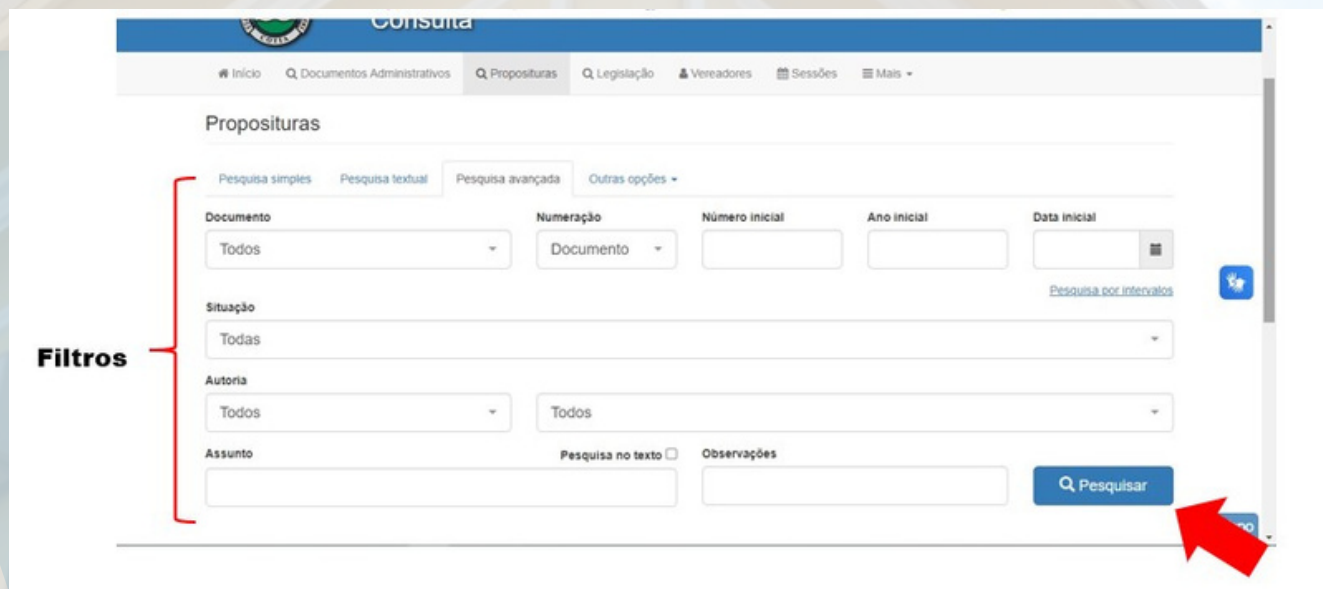 COTIA
Consulta
Início Documentos Administrativos Proposituras Legislação Vereadores Sessões Mais
Proposituras
Pesquisa simples Pesquisa textual Pesquisa avançada Outras opções
Documento Numeração Número inicial Ano inicial Data inicial
Todos Documento
Pesquisa por intervalos
Situação
Todas
Filtros
Autoria
Todos Todos
Assunto Pesquisa no texto Observações
Pesquisar